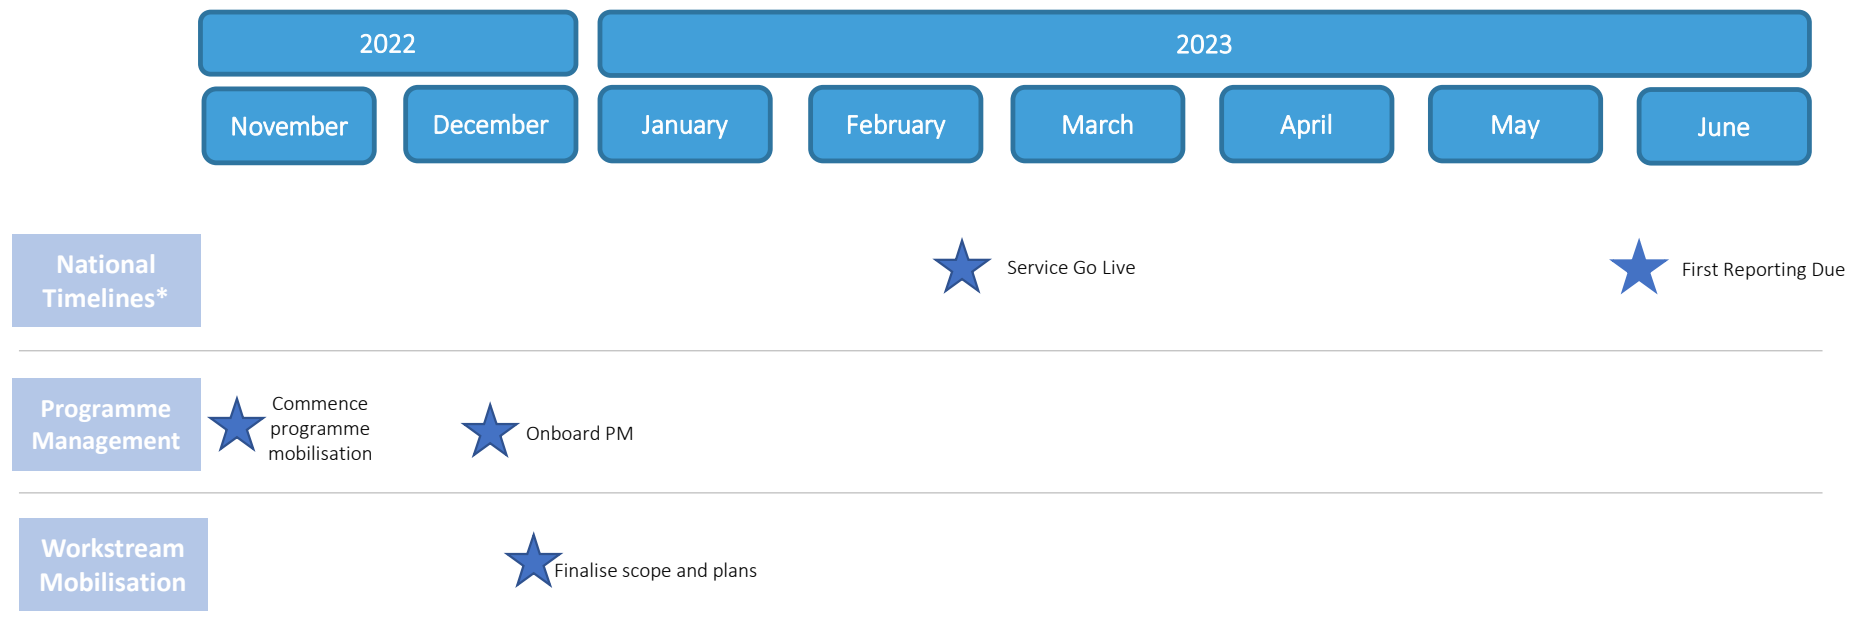 2022
2023
November
December
January
February
March
April
May
June
National
Timelines*
Service Go Live
First Reporting Due
Programme
Management
Commence
programme
mobilisation
Onboard PM
Workstream
Mobilisation
Finalise scope and plans